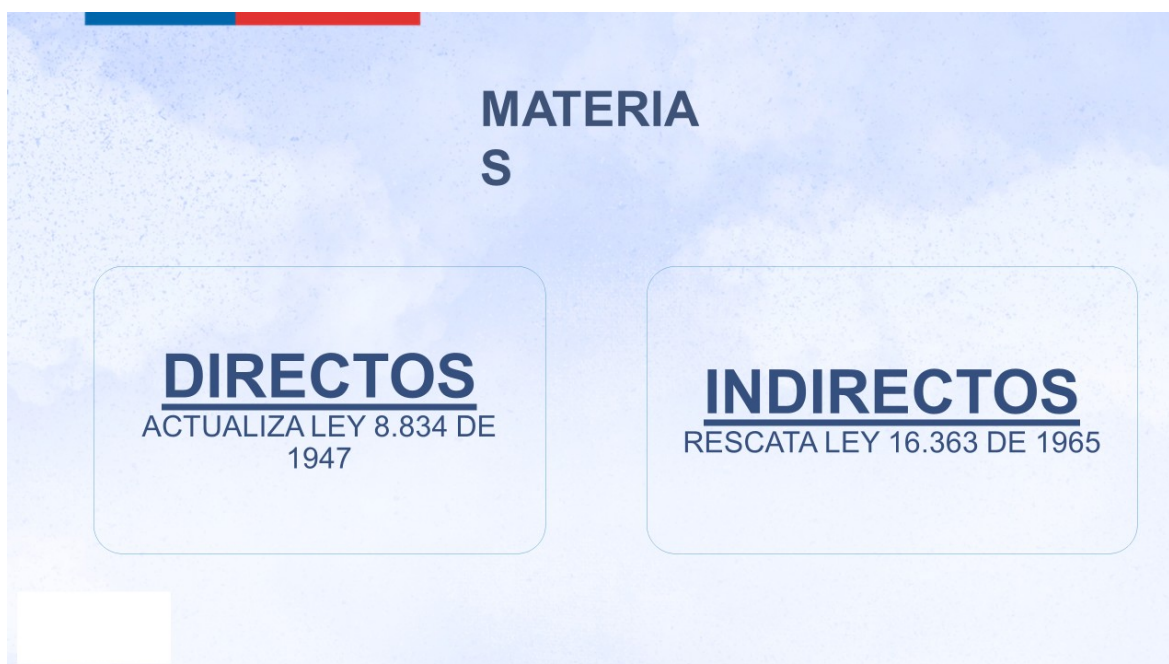 MATERIA
S
DIRECTOS
ACTUALIZA LEY 8.834 DE
1947
INDIRECTOS
RESCATA LEY 16.363 DE 1965